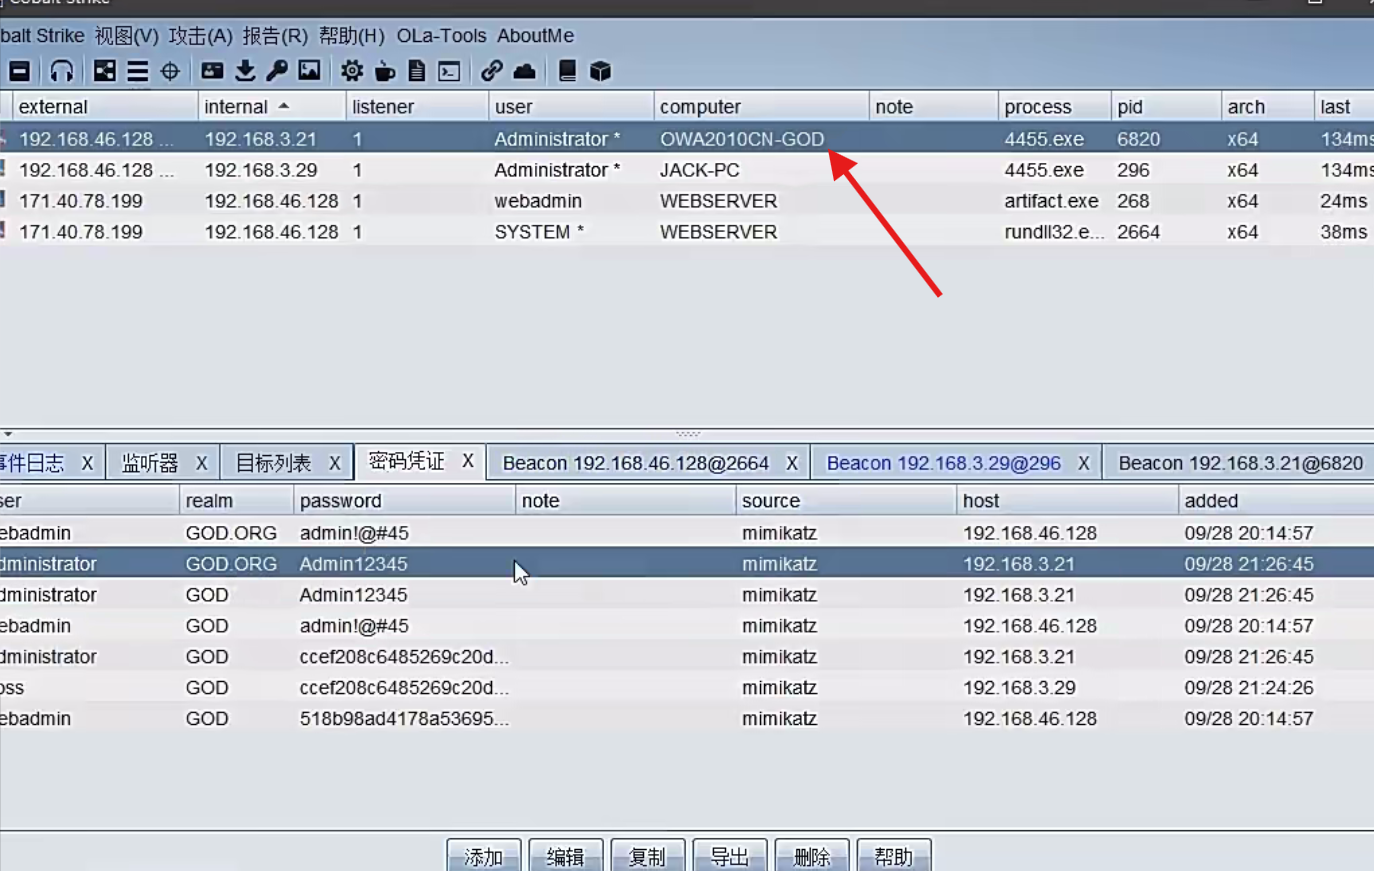 Cobalt Strike
balt Strike 视图(V) 攻击(A) 报告(R) 帮助(H) OLa-Tools AboutMe
external internal listener user computer note process pid arch last
192.168.46.128 ... 192.168.3.21 1 Administrator * OWA2010CN-GOD 4455.exe 6820 x64 134ms
192.168.46.128 ... 192.168.3.29 1 Administrator * JACK-PC 4455.exe 296 x64 134ms
171.40.78.199 192.168.46.128 1 webadmin WEBSERVER artifact.exe 268 x64 24ms
171.40.78.199 192.168.46.128 1 SYSTEM * WEBSERVER rundll32.e... 2664 x64 38ms
事件日志 X 监听器 X 目标列表 X 密码凭证 X Beacon 192.168.46.128@2664 X Beacon 192.168.3.29@296 X Beacon 192.168.3.21@6820
ser realm password note source host added
ebadmin GOD.ORG admin!@#45 mimikatz 192.168.46.128 09/28 20:14:57
dministrator GOD.ORG Admin12345 mimikatz 192.168.3.21 09/28 21:26:45
dministrator GOD Admin12345 mimikatz 192.168.3.21 09/28 21:26:45
ebadmin GOD admin!@#45 mimikatz 192.168.46.128 09/28 20:14:57
dministrator GOD ccef208c6485269c20d... mimikatz 192.168.3.21 09/28 21:26:45
oss GOD ccef208c6485269c20d... mimikatz 192.168.3.29 09/28 21:24:26
ebadmin GOD 518b98ad4178a53695... mimikatz 192.168.46.128 09/28 20:14:57
添加 编辑 复制 导出 删除 帮助